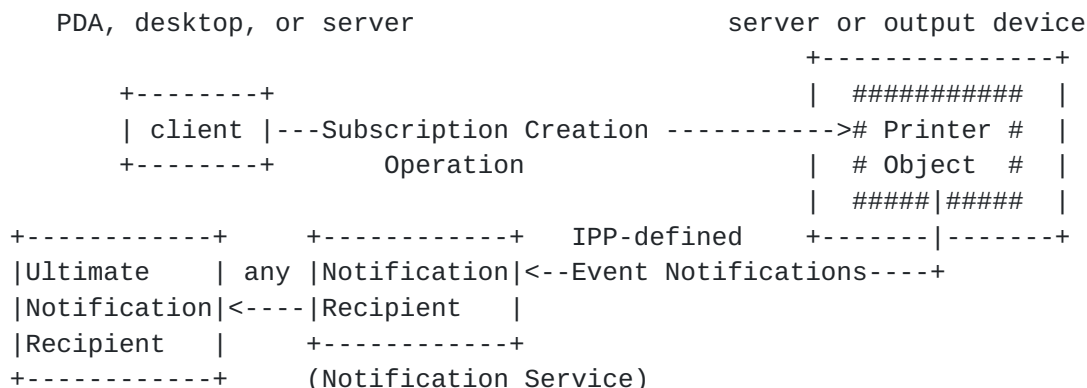 PDA, desktop, or server                  server or output device
                                              +---------------+
      +--------+                              |  ###########  |
      | client |---Subscription Creation -----------># Printer #  |
      +--------+      Operation               |  # Object  #  |
                                              |  #####|#####  |
+------------+    +------------+  IPP-defined   +-------|-------+
|Ultimate    | any |Notification|<--Event Notifications----+
|Notification|<----|Recipient   |
|Recipient   |    +------------+
+------------+    (Notification Service)